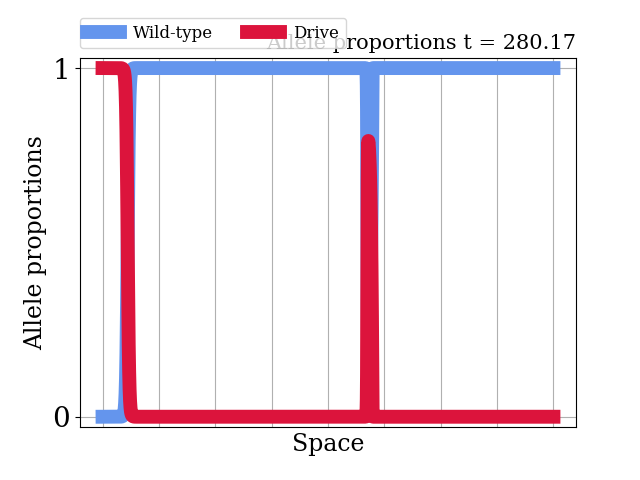 Allele proportions t = 280.17
Wild-type
Drive
1
0
Allele proportions
Space